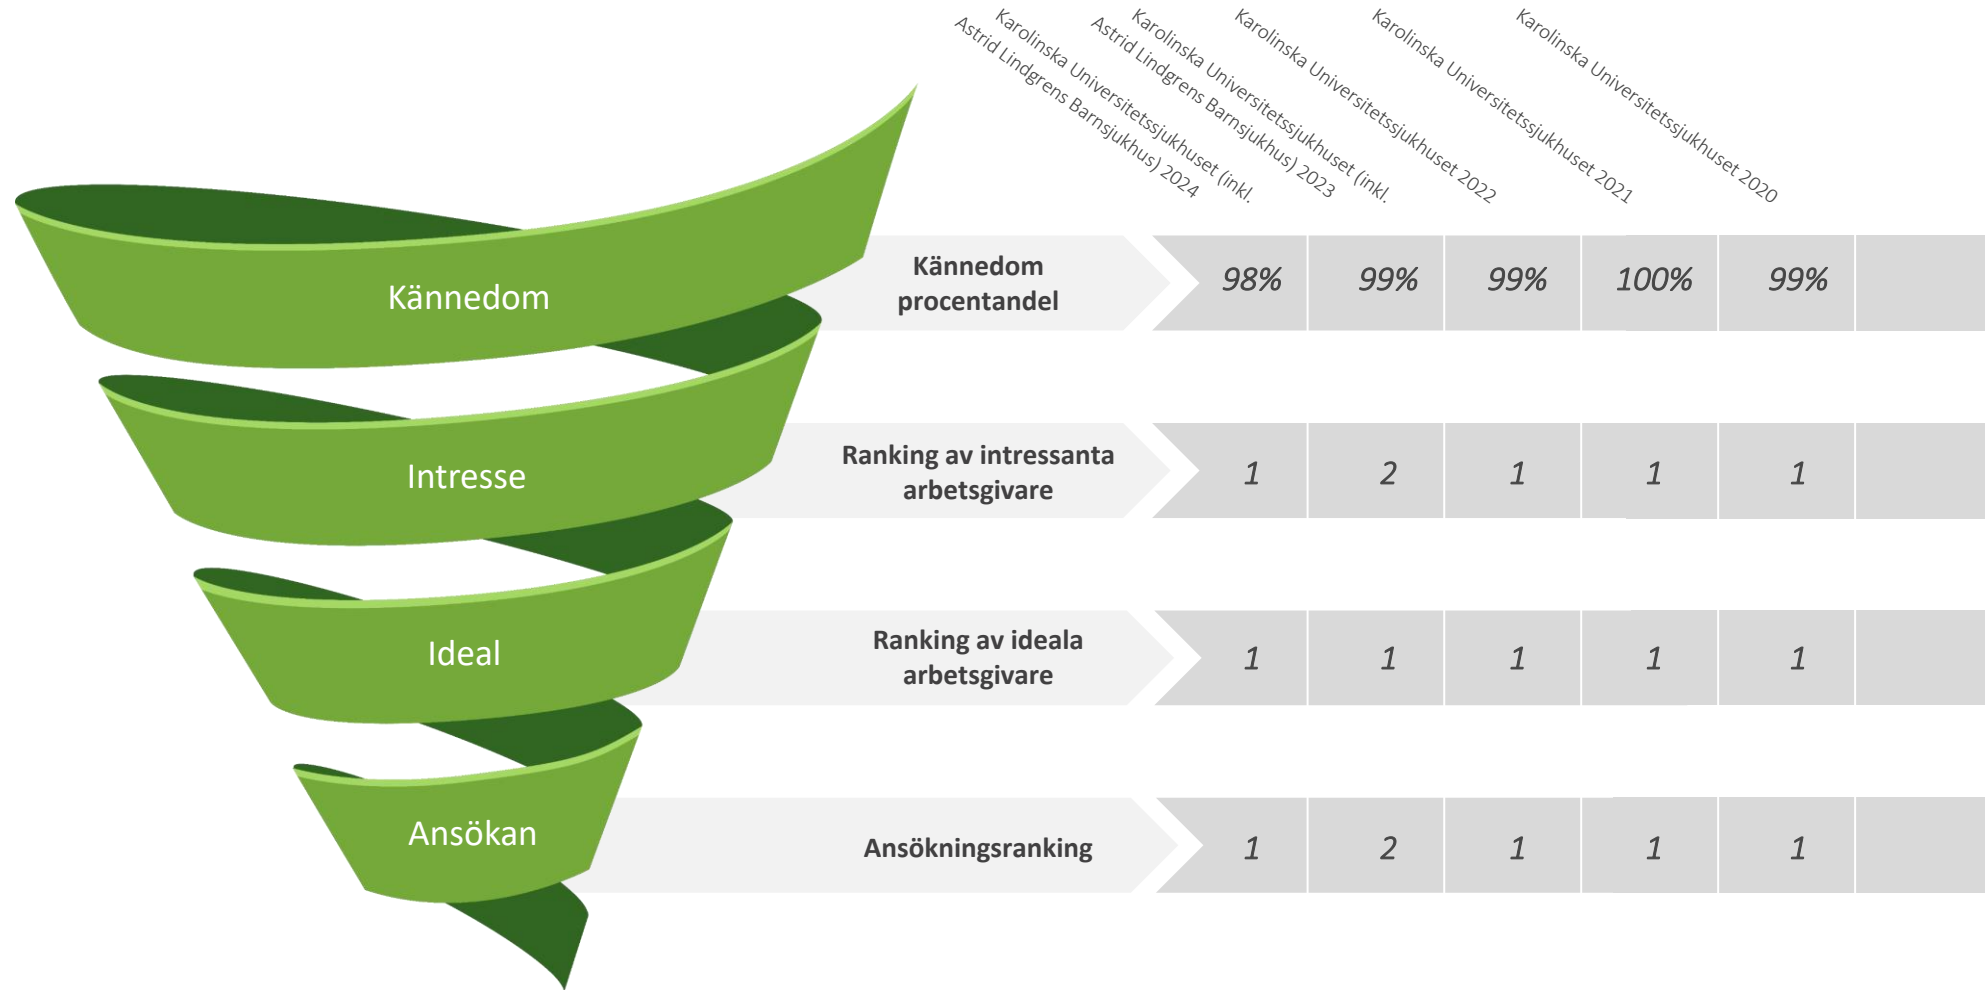 Karolinska Universitetssjukhuset (inkl.
Astrid Lindgrens Barnsjukhus) 2024
Karolinska Universitetssjukhuset (inkl.
Astrid Lindgrens Barnsjukhus) 2023
Karolinska Universitetssjukhuset 2022
Karolinska Universitetssjukhuset 2021
Karolinska Universitetssjukhuset 2020
Kännedom
Kännedom
procentandel
98% 99% 99% 100% 99%
Intresse
Ranking av intressanta
arbetsgivare
1 2 1 1 1
Ideal
Ranking av ideala
arbetsgivare
1 1 1 1 1
Ansökan
Ansökningsranking
1 2 1 1 1